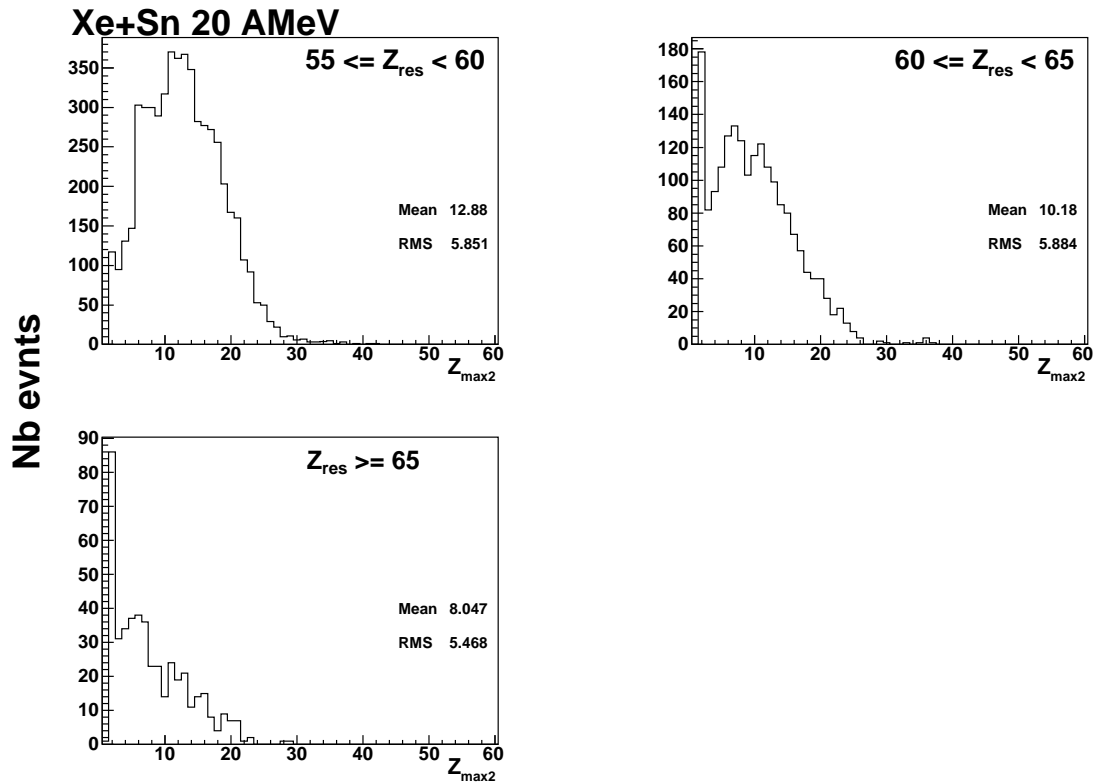 Xe+Sn 20 AMeV
Nb evnts
55 <= Zres < 60
350
300
250
200
150
100
50
0
Mean 12.88
RMS 5.851
10 20 30 40 50 60
Zmax2
60 <= Zres < 65
180
160
140
120
100
80
60
40
20
0
Mean 10.18
RMS 5.884
10 20 30 40 50 60
Zmax2
Zres >= 65
90
80
70
60
50
40
30
20
10
0
Mean 8.047
RMS 5.468
10 20 30 40 50 60
Zmax2